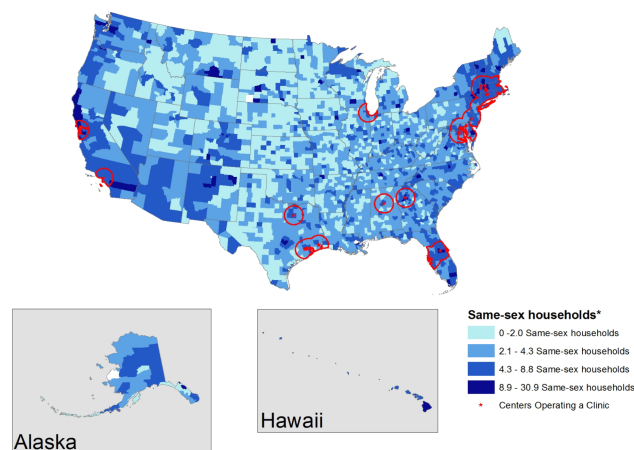 Same-sex households*
0 -2.0 Same-sex households
2.1 - 4.3 Same-sex households
4.3 - 8.8 Same-sex households
8.9 - 30.9 Same-sex households
Centers Operating a Clinic
Alaska
Hawaii